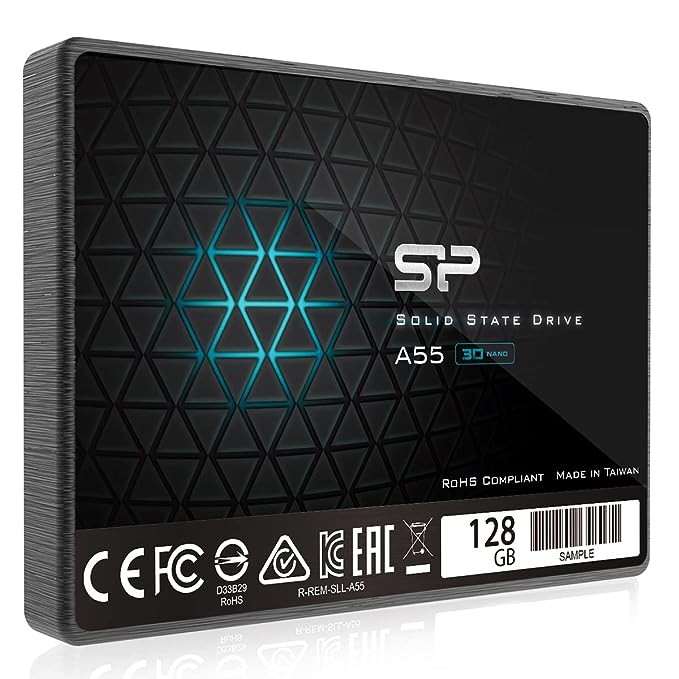 SP
SOLID STATE DRIVE
A55 3D NAND
ROHS COMPLIANT MADE IN TAIWAN
CE FC D33B29 RoHS R-REM-SLL-A55 KC EAC 128 GB SAMPLE